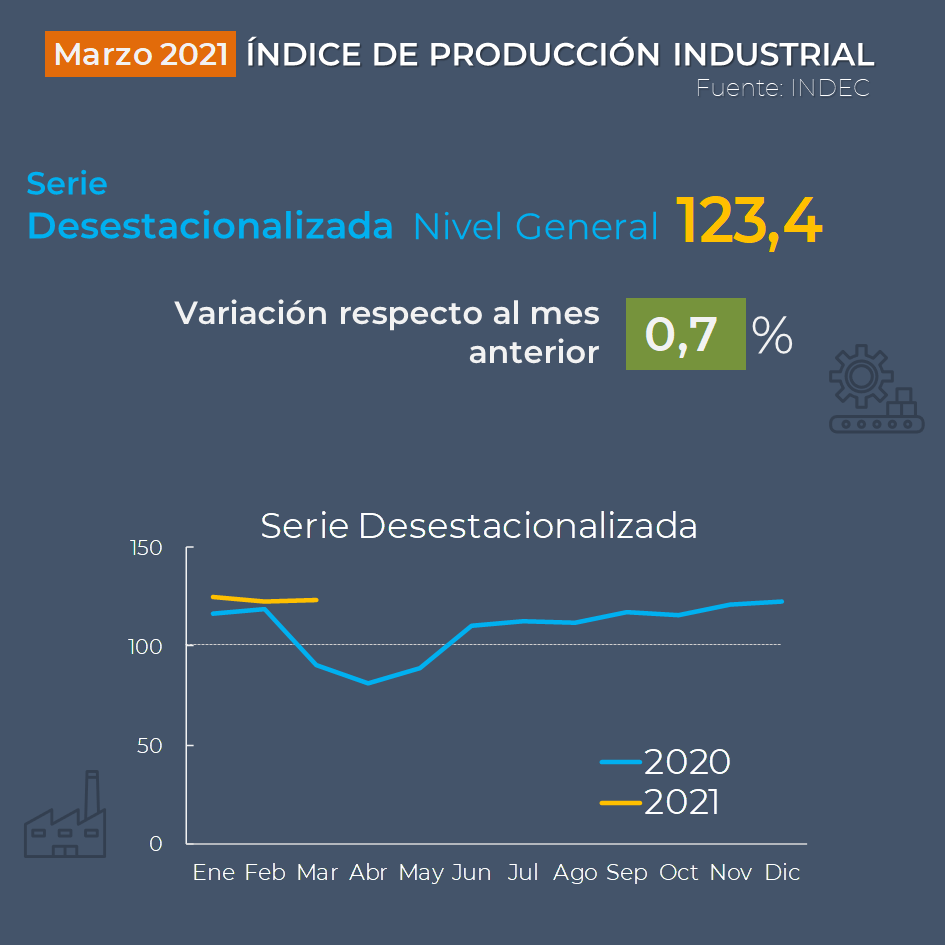 Marzo 2021 ÍNDICE DE PRODUCCIÓN INDUSTRIAL
Fuente: INDEC
Serie
Desestacionalizada Nivel General 123,4
Variación respecto al mes
anterior 0,7 %
Serie Desestacionalizada
150
100
50
0
2020
2021
Ene Feb Mar Abr May Jun Jul Ago Sep Oct Nov Dic